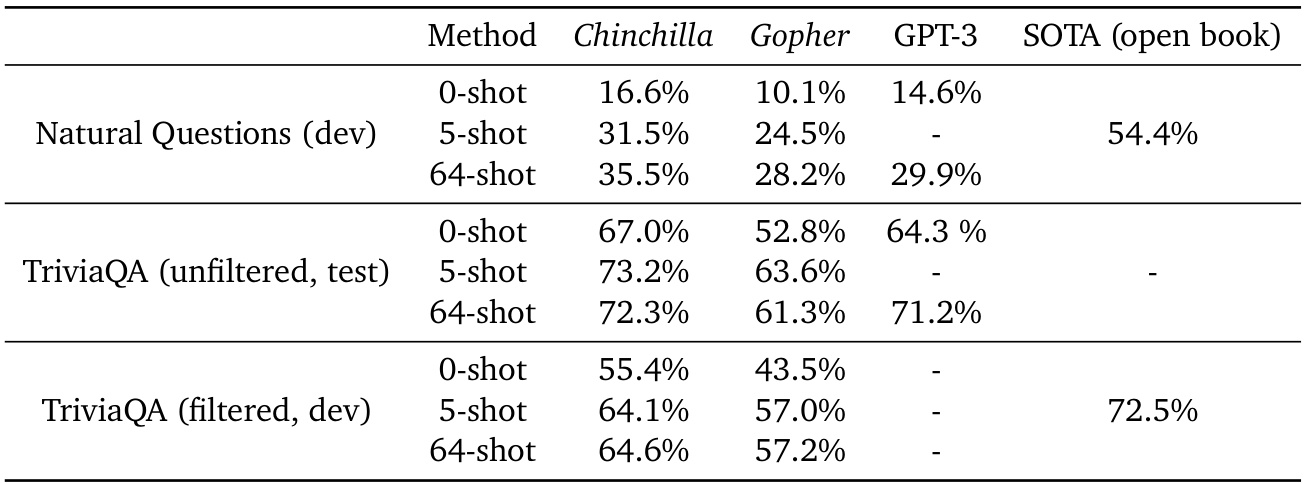 Method Chinchilla Gopher GPT-3 SOTA (open book)
0-shot 16.6% 10.1% 14.6%
Natural Questions (dev) 5-shot 31.5% 24.5% - 54.4%
64-shot 35.5% 28.2% 29.9%
0-shot 67.0% 52.8% 64.3 %
TriviaQA (unfiltered, test) 5-shot 73.2% 63.6% - -
64-shot 72.3% 61.3% 71.2%
0-shot 55.4% 43.5% -
TriviaQA (filtered, dev) 5-shot 64.1% 57.0% - 72.5%
64-shot 64.6% 57.2% -